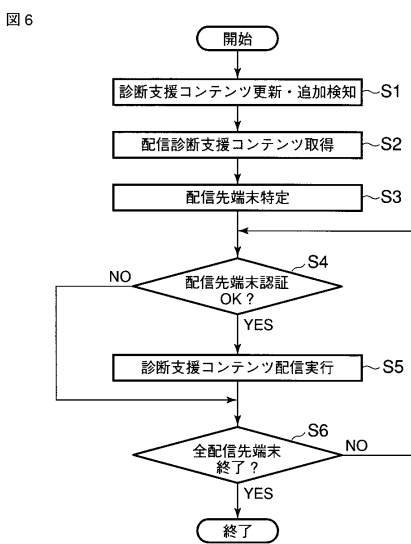 図6
開始
診断支援コンテンツ更新・追加検知
S1
配信診断支援コンテンツ取得
S2
配信先端末特定
S3
S4
配信先端末認証
OK?
NO
YES
診断支援コンテンツ配信実行
S5
S6
全配信先端末
終了?
NO
YES
終了